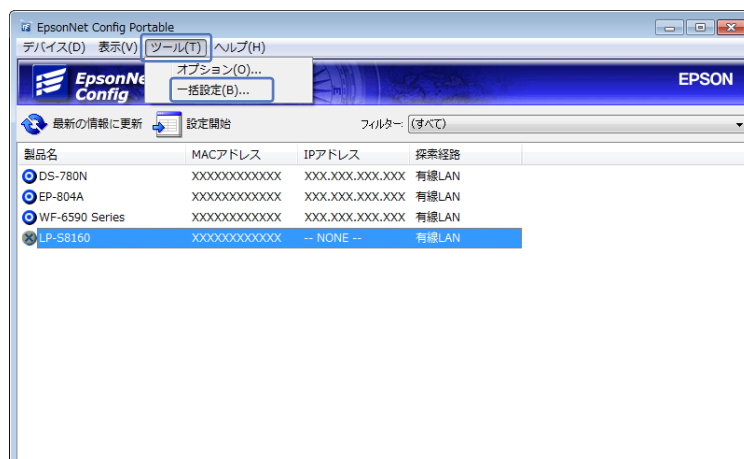 EpsonNet Config Portable
デバイス(D) 表示(V) ツール(T) ヘルプ(H)
オプション(O)...
一括設定(B)...
EpsonNe
Config
EPSON
最新の情報に更新 設定開始 フィルター: (すべて)
製品名 MACアドレス IPアドレス 探索経路
DS-780N XXXXXXXXXXXX XXX.XXX.XXX.XXX 有線LAN
EP-804A XXXXXXXXXXXX XXX.XXX.XXX.XXX 有線LAN
WF-6590 Series XXXXXXXXXXXX XXX.XXX.XXX.XXX 有線LAN
LP-S8160 XXXXXXXXXXXX -- NONE -- 有線LAN